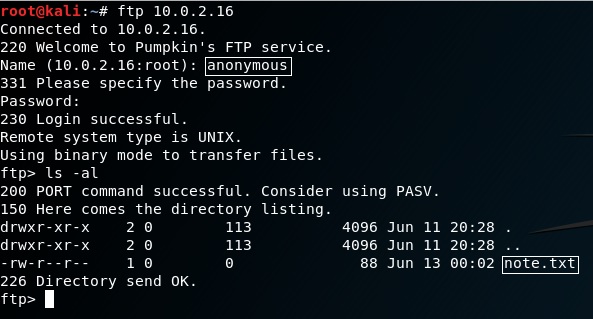 root@kali:~# ftp 10.0.2.16
Connected to 10.0.2.16.
220 Welcome to Pumpkin's FTP service.
Name (10.0.2.16:root): anonymous
331 Please specify the password.
Password:
230 Login successful.
Remote system type is UNIX.
Using binary mode to transfer files.
ftp> ls -al
200 PORT command successful. Consider using PASV.
150 Here comes the directory listing.
drwxr-xr-x    2 0        113          4096 Jun 11 20:28 .
drwxr-xr-x    2 0        113          4096 Jun 11 20:28 ..
-rw-r--r--    1 0        0              88 Jun 13 00:02 note.txt
226 Directory send OK.
ftp>